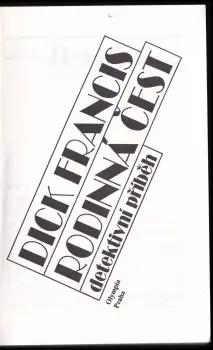 DICK FRANCIS
RODINNÁ ČEST
detektivní příběh
Olympia
Praha